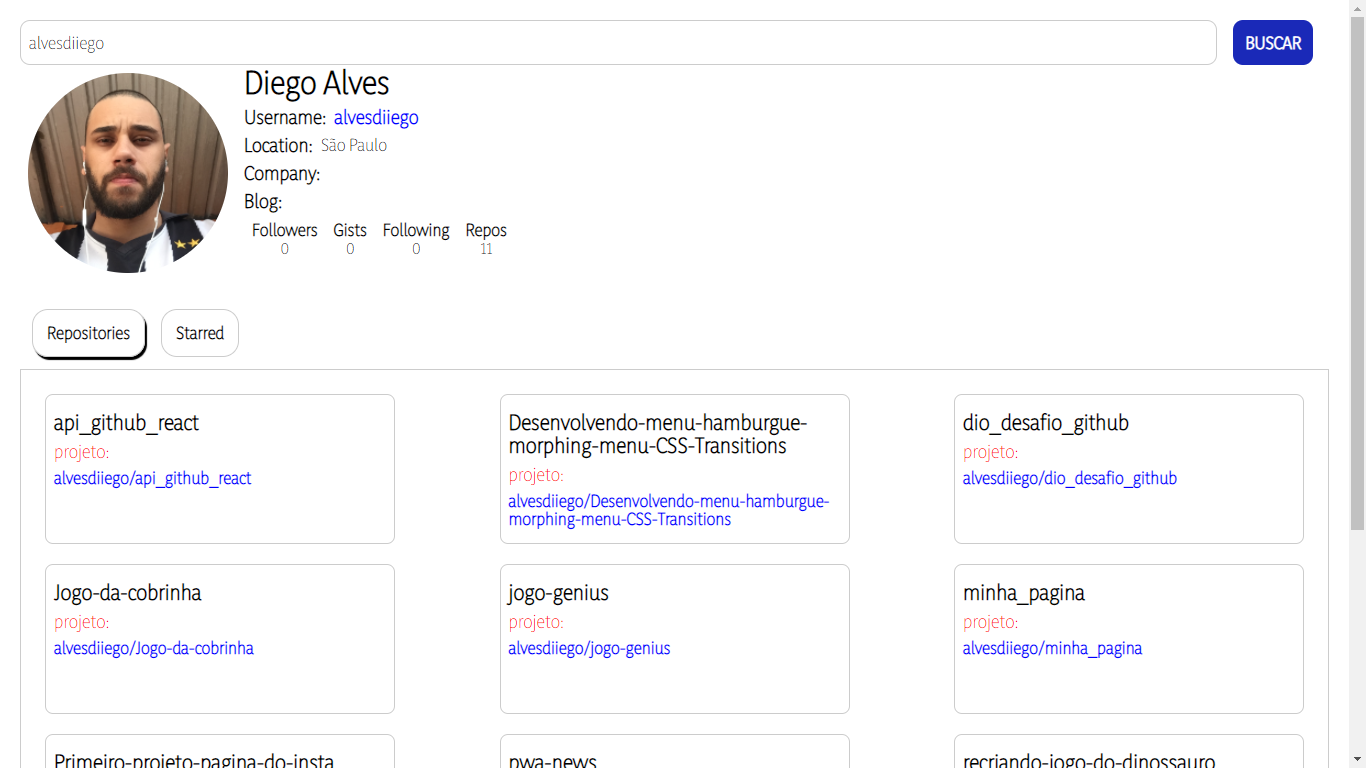 alvesdiiego
BUSCAR
Diego Alves
Username: alvesdiiego
Location: São Paulo
Company:
Blog:
Followers Gists Following Repos
0 0 0 11
Repositories Starred
api_github_react
projeto:
alvesdiiego/api_github_react
Desenvolvendo-menu-hamburgue-
morphing-menu-CSS-Transitions
projeto:
alvesdiiego/Desenvolvendo-menu-hamburgue-
morphing-menu-CSS-Transitions
dio_desafio_github
projeto:
alvesdiiego/dio_desafio_github
Jogo-da-cobrinha
projeto:
alvesdiiego/Jogo-da-cobrinha
jogo-genius
projeto:
alvesdiiego/jogo-genius
minha_pagina
projeto:
alvesdiiego/minha_pagina
Primeiro-projeto-pagina-do-insta
pwa-news
recriando-jogo-do-dinossauro